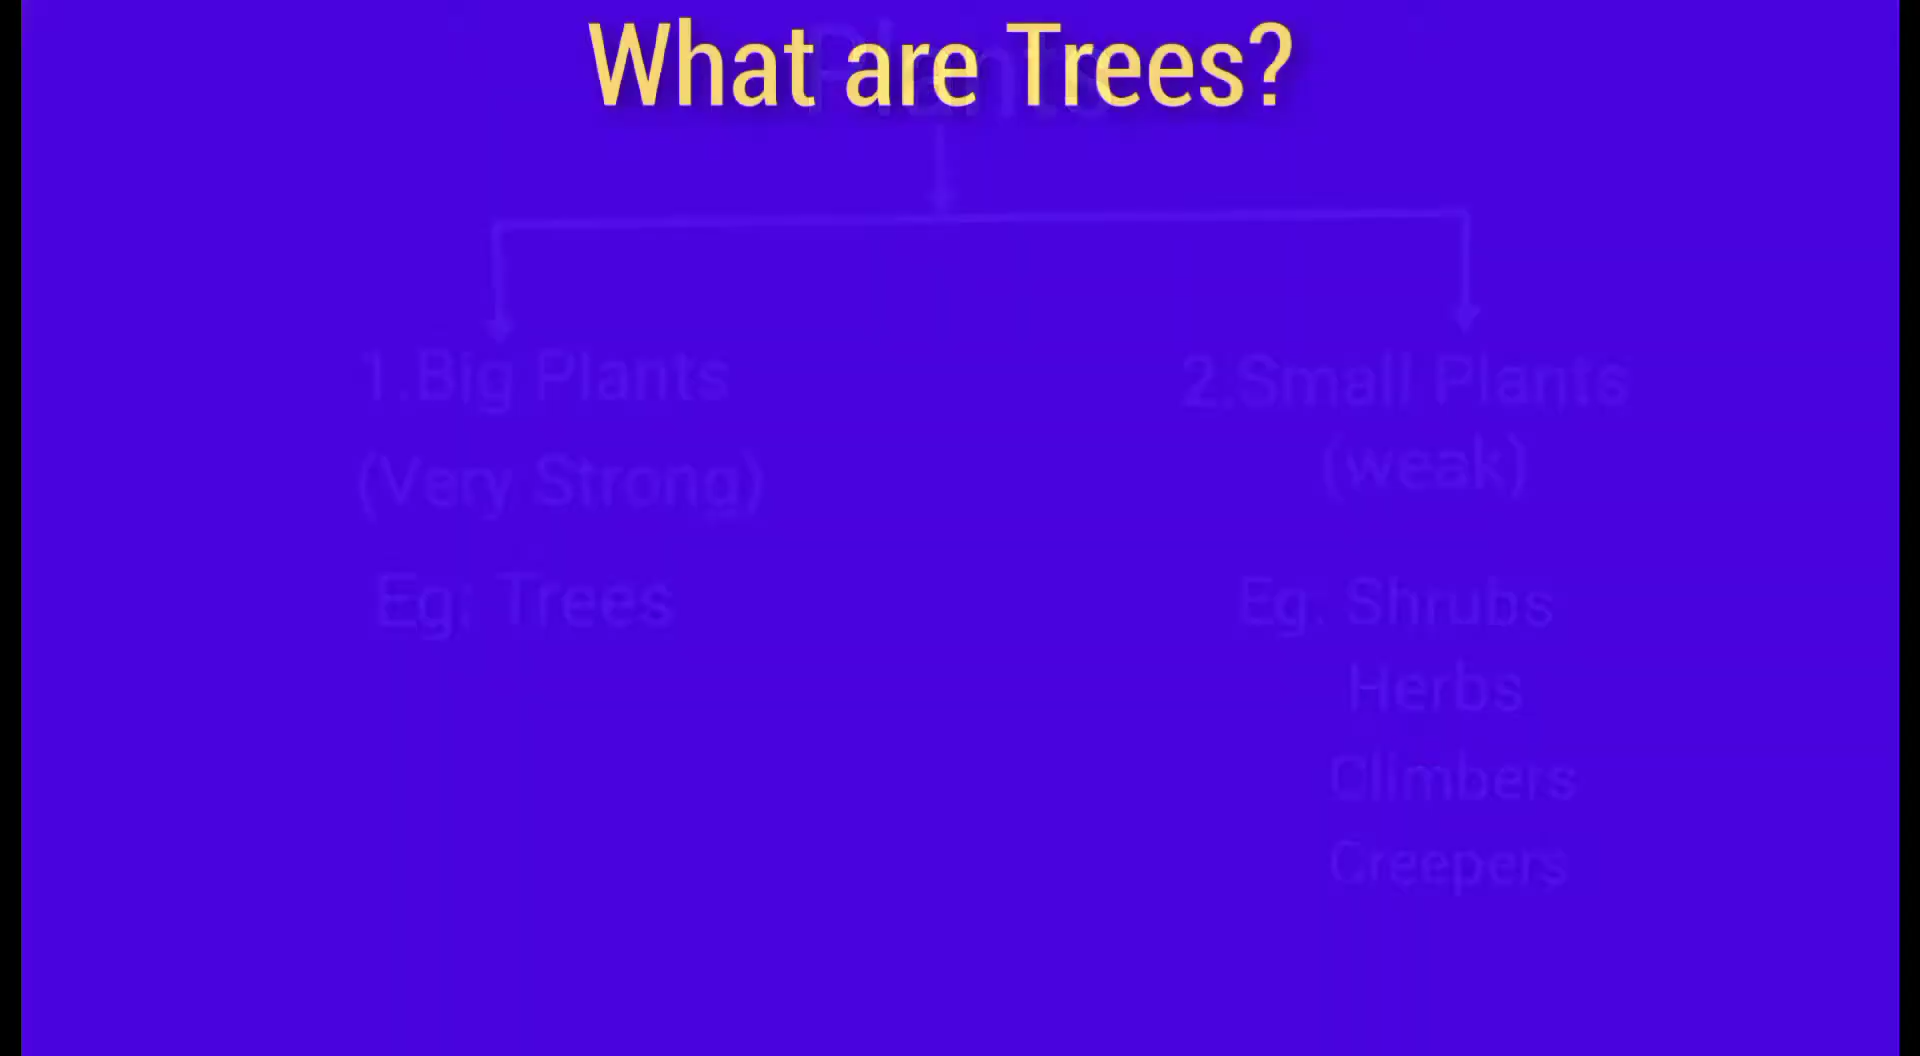 What are Trees?
Plants
1.Big Plants
(Very Strong)
Eg: Trees
2.Small Plants
(weak)
Eg: Shrubs
Herbs
Climbers
Creepers